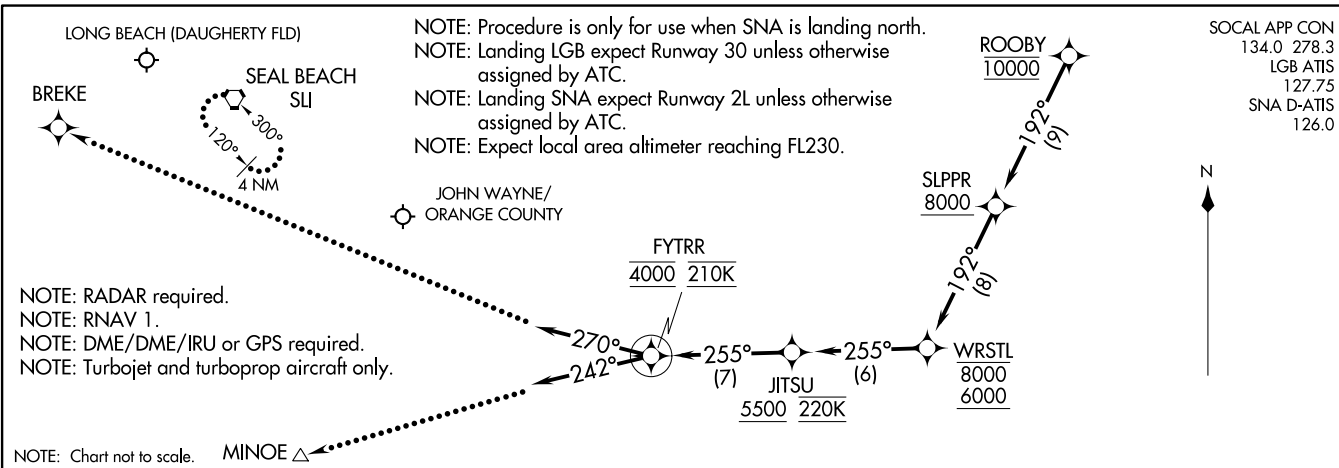 LONG BEACH (DAUGHERTY FLD)
BREKE
SEAL BEACH
SLI
300°
120°
4 NM
NOTE: Procedure is only for use when SNA is landing north.
NOTE: Landing LGB expect Runway 30 unless otherwise
assigned by ATC.
NOTE: Landing SNA expect Runway 2L unless otherwise
assigned by ATC.
NOTE: Expect local area altimeter reaching FL230.
ROOBY
10000
SOCAL APP CON
134.0 278.3
LGB ATIS
127.75
SNA D-ATIS
126.0
192°
(9)
SLPPR
8000
N
JOHN WAYNE/
ORANGE COUNTY
192°
(8)
FYTRR
4000 210K
NOTE: RADAR required.
NOTE: RNAV 1.
NOTE: DME/DME/IRU or GPS required.
NOTE: Turbojet and turboprop aircraft only.
270°
242°
255°
(7)
JITSU
5500 220K
255°
(6)
WRSTL
8000
6000
NOTE: Chart not to scale.
MINOE